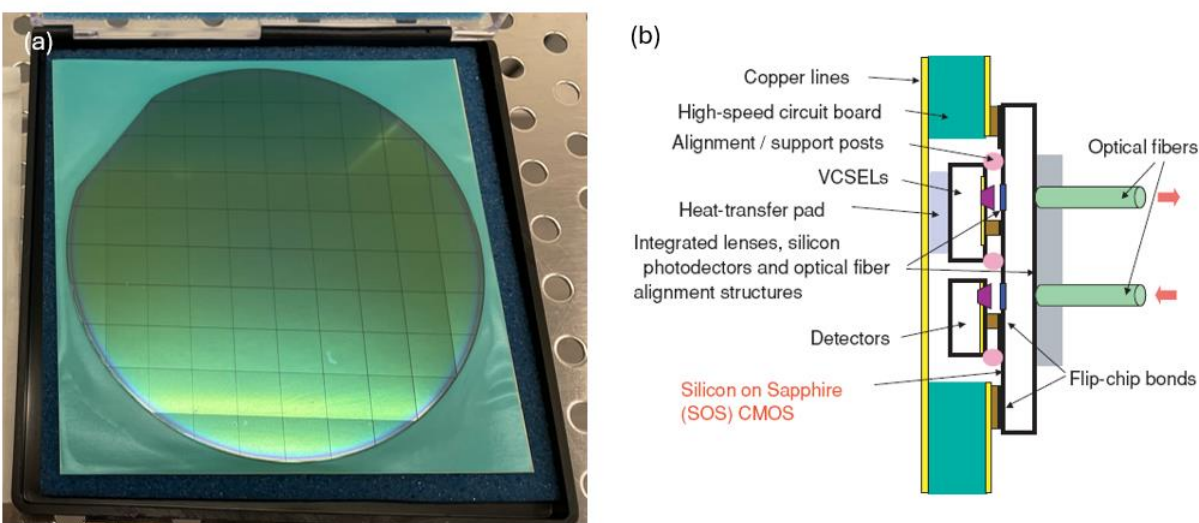 (a)
(b)
Copper lines
High-speed circuit board
Alignment / support posts
VCSELs
Heat-transfer pad
Integrated lenses, silicon
photodectors and optical fiber
alignment structures
Detectors
Silicon on Sapphire
(SOS) CMOS
Optical fibers
Flip-chip bonds